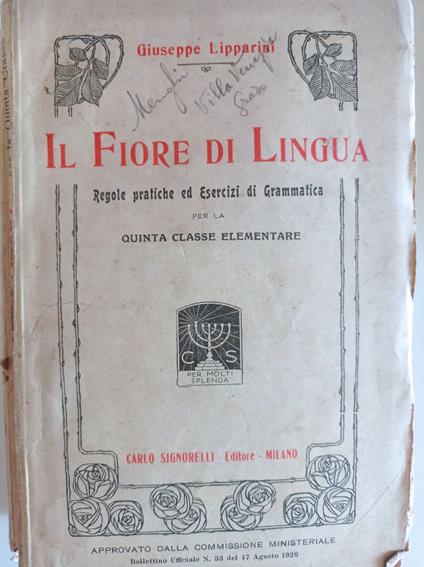 Giuseppe Lipparini
Menghi
Villa Venezia
IL FIORE DI LINGUA
Regole pratiche ed Esercizi di Grammatica
PER LA
QUINTA CLASSE ELEMENTARE
C S
PER MOLTI
SPLENDA
CARLO SIGNORELLI - Editore - MILANO
APPROVATO DALLA COMMISSIONE MINISTERIALE
Bollettino Ufficiale N. 33 del 17 Agosto 1926